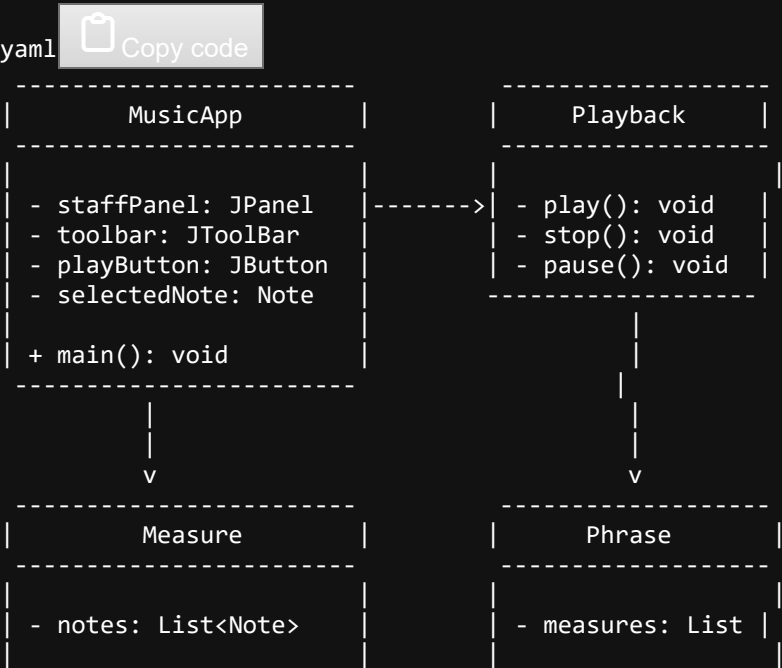 yaml Copy code
 ------------------------          -------------------
|        MusicApp        |        |     Playback     |
 ------------------------          -------------------
|                        |        |                   |
| - staffPanel: JPanel   |------->| - play(): void   |
| - toolbar: JToolBar    |        | - stop(): void   |
| - playButton: JButton  |        | - pause(): void  |
| - selectedNote: Note   |        -------------------
|                        |                  |
| + main(): void         |                  |
 ------------------------                  |
          |                                 |
          |                                 |
          v                                 v
 ------------------------          -------------------
|         Measure        |        |      Phrase       |
 ------------------------          -------------------
|                        |        |                   |
| - notes: List<Note>    |        | - measures: List |
|                        |        |                   |